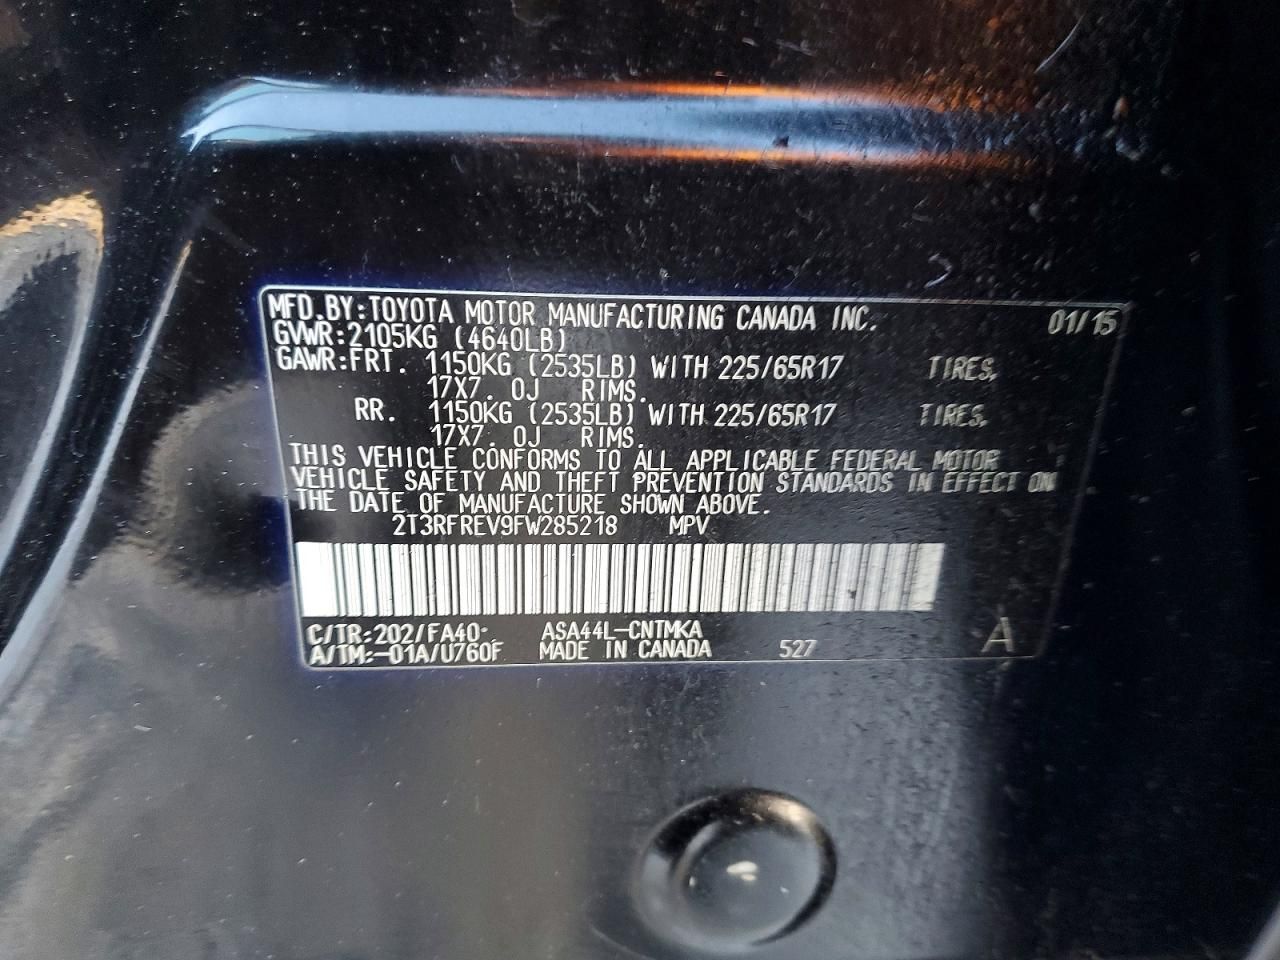 MFD.BY:TOYOTA MOTOR MANUFACTURING CANADA INC. 01/15
GVWR:2105KG (4640LB)
GAWR:FRT. 1150KG (2535LB) WITH 225/65R17 TIRES,
17X7.0J RIMS.
RR. 1150KG (2535LB) WITH 225/65R17 TIRES,
17X7.0J RIMS.
THIS VEHICLE CONFORMS TO ALL APPLICABLE FEDERAL MOTOR
VEHICLE SAFETY AND THEFT PREVENTION STANDARDS IN EFFECT ON
THE DATE OF MANUFACTURE SHOWN ABOVE.
2T3RFREV9FW285218 MPV
C/TR:202/FA40- ASA44L-CNTMKA
A/TM:-01A/U760F MADE IN CANADA 527 A